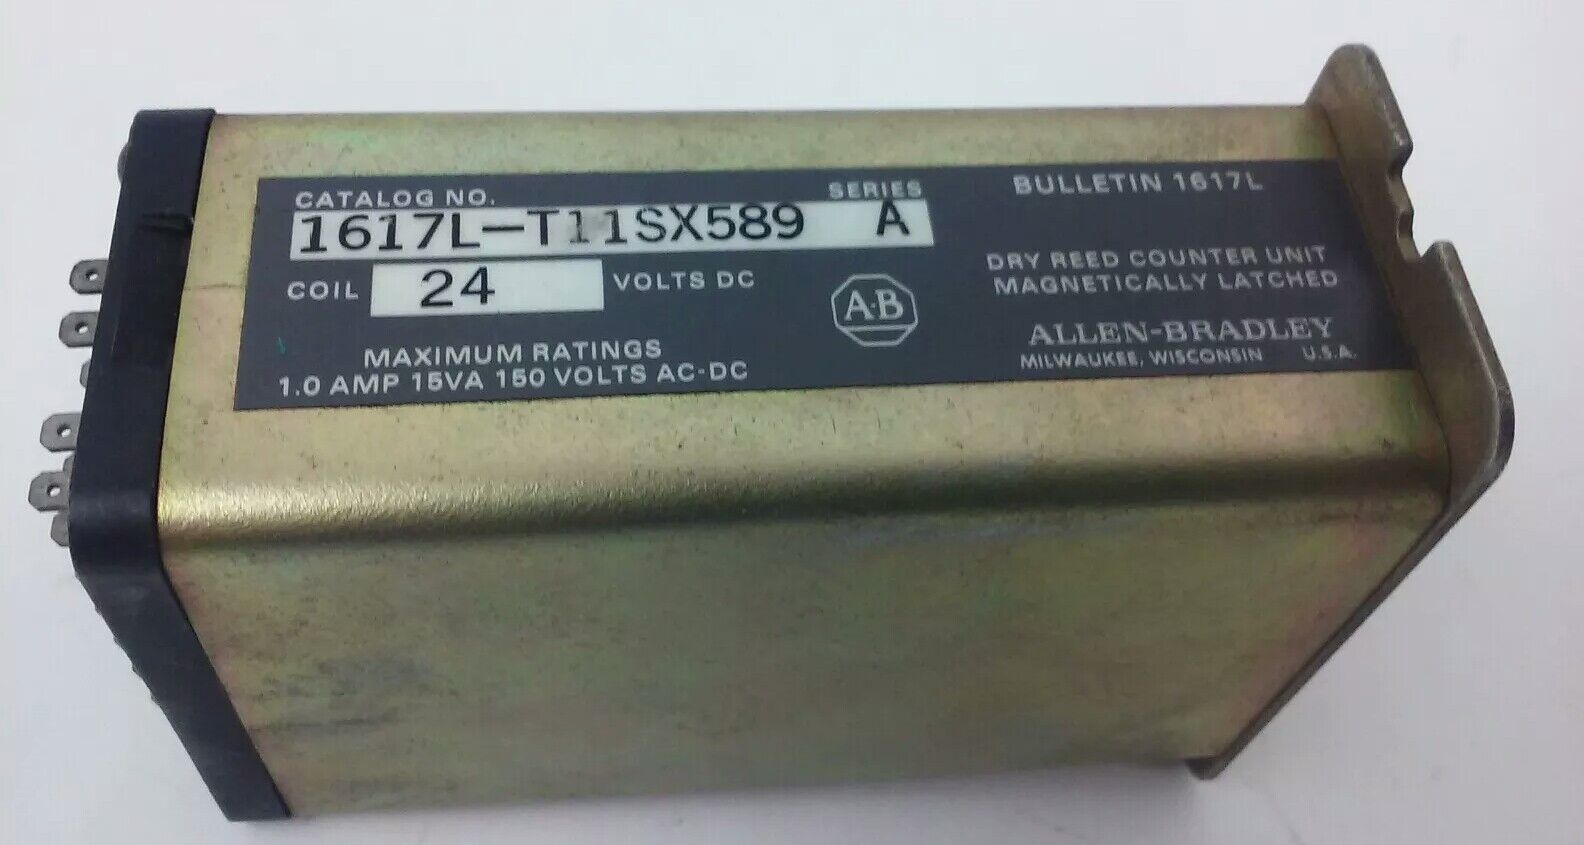 CATALOG NO. SERIES
1617L-T11SX589 A
COIL 24 VOLTS DC
MAXIMUM RATINGS
1.0 AMP 15VA 150 VOLTS AC-DC
A-B
BULLETIN 1617L
DRY REED COUNTER UNIT
MAGNETICALLY LATCHED
ALLEN-BRADLEY
MILWAUKEE, WISCONSIN U.S.A.